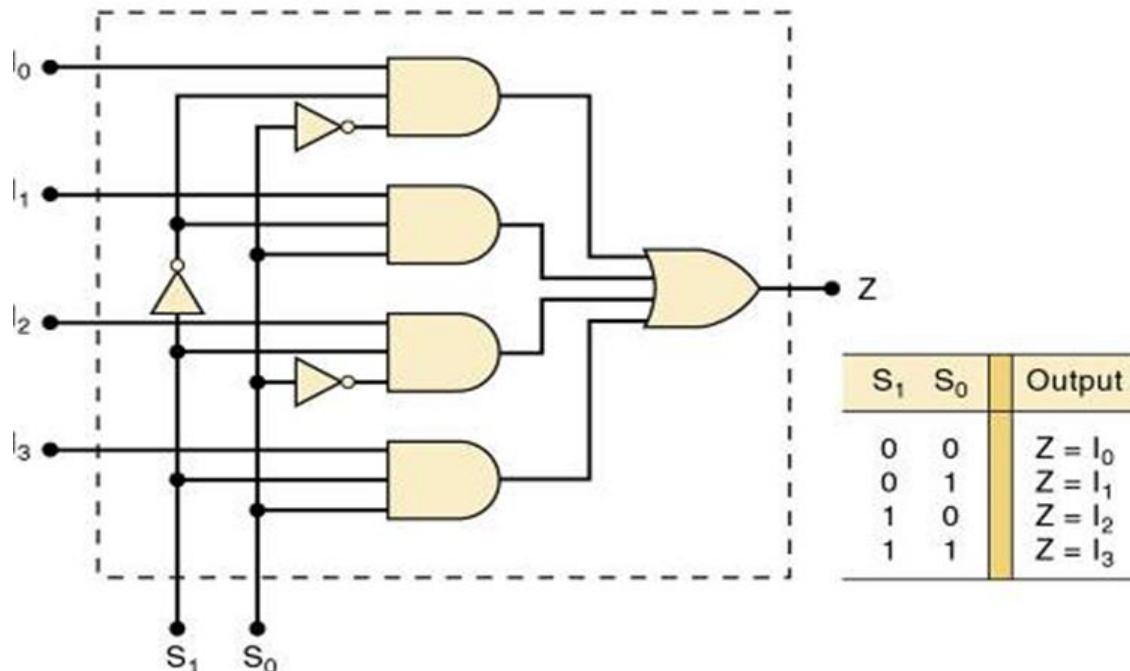 I₀
I₁
I₂
I₃
Z
S₁ S₀
S₁ S₀ Output
0 0 Z = I₀
0 1 Z = I₁
1 0 Z = I₂
1 1 Z = I₃